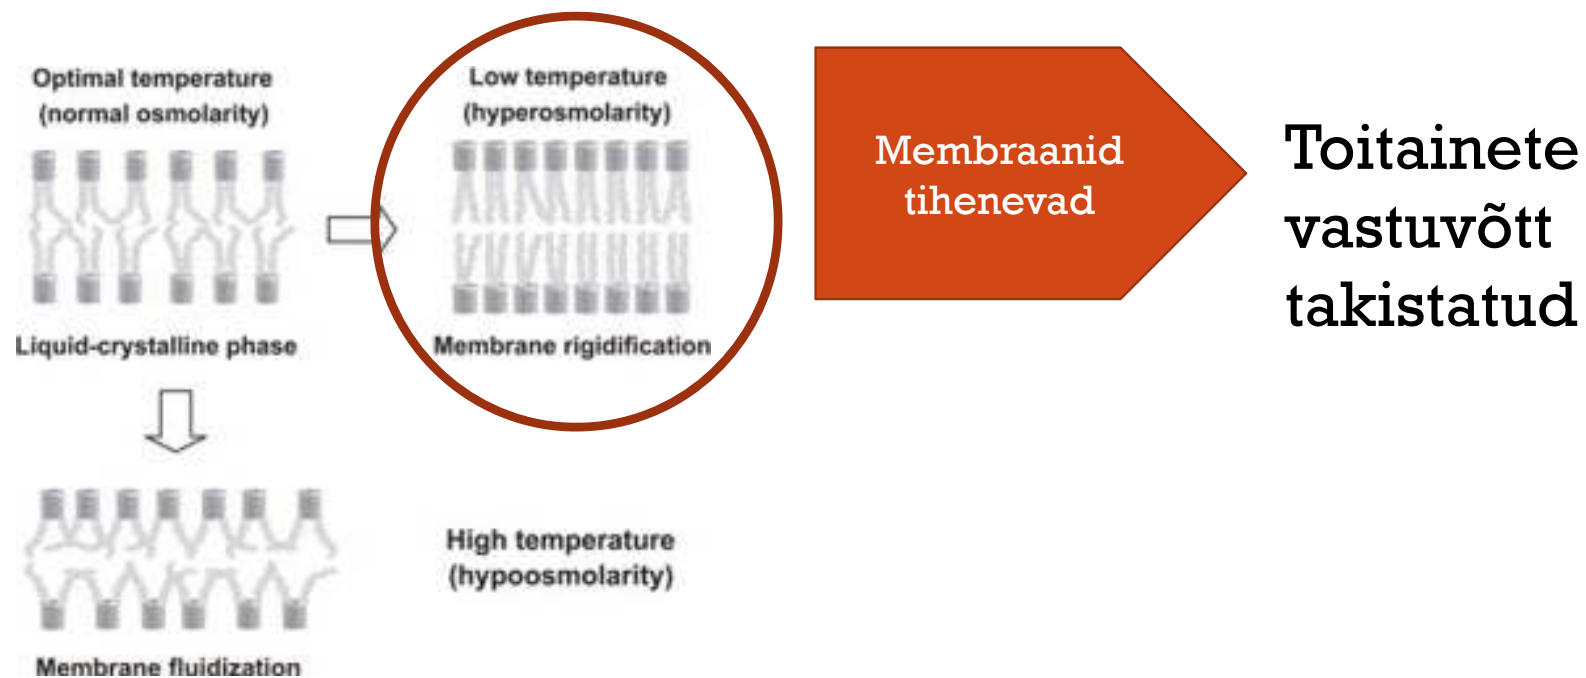 Optimal temperature
(normal osmolarity)
Liquid-crystalline phase
Low temperature
(hyperosmolarity)
Membrane rigidification
Membraanid
tihenevad
Toitainete
vastuvõtt
takistatud
High temperature
(hypoosmolarity)
Membrane fluidization